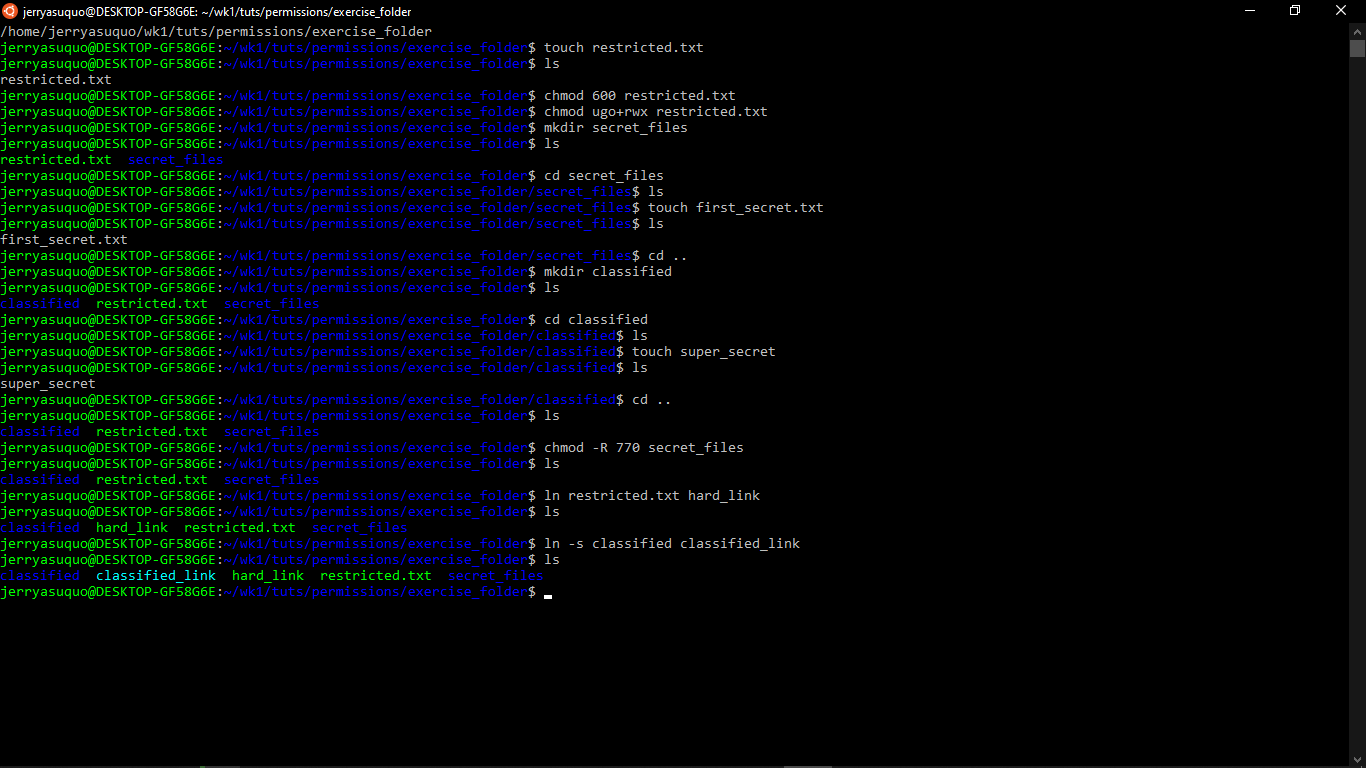 jerryasuquo@DESKTOP-GF58G6E: ~/wk1/tuts/permissions/exercise_folder
/home/jerryasuquo/wk1/tuts/permissions/exercise_folder
jerryasuquo@DESKTOP-GF58G6E:~/wk1/tuts/permissions/exercise_folder$ touch restricted.txt
jerryasuquo@DESKTOP-GF58G6E:~/wk1/tuts/permissions/exercise_folder$ ls
restricted.txt
jerryasuquo@DESKTOP-GF58G6E:~/wk1/tuts/permissions/exercise_folder$ chmod 600 restricted.txt
jerryasuquo@DESKTOP-GF58G6E:~/wk1/tuts/permissions/exercise_folder$ chmod ugo+rwx restricted.txt
jerryasuquo@DESKTOP-GF58G6E:~/wk1/tuts/permissions/exercise_folder$ mkdir secret_files
jerryasuquo@DESKTOP-GF58G6E:~/wk1/tuts/permissions/exercise_folder$ ls
restricted.txt  secret_files
jerryasuquo@DESKTOP-GF58G6E:~/wk1/tuts/permissions/exercise_folder$ cd secret_files
jerryasuquo@DESKTOP-GF58G6E:~/wk1/tuts/permissions/exercise_folder/secret_files$ ls
jerryasuquo@DESKTOP-GF58G6E:~/wk1/tuts/permissions/exercise_folder/secret_files$ touch first_secret.txt
jerryasuquo@DESKTOP-GF58G6E:~/wk1/tuts/permissions/exercise_folder/secret_files$ ls
first_secret.txt
jerryasuquo@DESKTOP-GF58G6E:~/wk1/tuts/permissions/exercise_folder/secret_files$ cd ..
jerryasuquo@DESKTOP-GF58G6E:~/wk1/tuts/permissions/exercise_folder$ mkdir classified
jerryasuquo@DESKTOP-GF58G6E:~/wk1/tuts/permissions/exercise_folder$ ls
classified  restricted.txt  secret_files
jerryasuquo@DESKTOP-GF58G6E:~/wk1/tuts/permissions/exercise_folder$ cd classified
jerryasuquo@DESKTOP-GF58G6E:~/wk1/tuts/permissions/exercise_folder/classified$ ls
jerryasuquo@DESKTOP-GF58G6E:~/wk1/tuts/permissions/exercise_folder/classified$ touch super_secret
jerryasuquo@DESKTOP-GF58G6E:~/wk1/tuts/permissions/exercise_folder/classified$ ls
super_secret
jerryasuquo@DESKTOP-GF58G6E:~/wk1/tuts/permissions/exercise_folder/classified$ cd ..
jerryasuquo@DESKTOP-GF58G6E:~/wk1/tuts/permissions/exercise_folder$ ls
classified  restricted.txt  secret_files
jerryasuquo@DESKTOP-GF58G6E:~/wk1/tuts/permissions/exercise_folder$ chmod -R 770 secret_files
jerryasuquo@DESKTOP-GF58G6E:~/wk1/tuts/permissions/exercise_folder$ ls
classified  restricted.txt  secret_files
jerryasuquo@DESKTOP-GF58G6E:~/wk1/tuts/permissions/exercise_folder$ ln restricted.txt hard_link
jerryasuquo@DESKTOP-GF58G6E:~/wk1/tuts/permissions/exercise_folder$ ls
classified  hard_link  restricted.txt  secret_files
jerryasuquo@DESKTOP-GF58G6E:~/wk1/tuts/permissions/exercise_folder$ ln -s classified classified_link
jerryasuquo@DESKTOP-GF58G6E:~/wk1/tuts/permissions/exercise_folder$ ls
classified  classified_link  hard_link  restricted.txt  secret_files
jerryasuquo@DESKTOP-GF58G6E:~/wk1/tuts/permissions/exercise_folder$